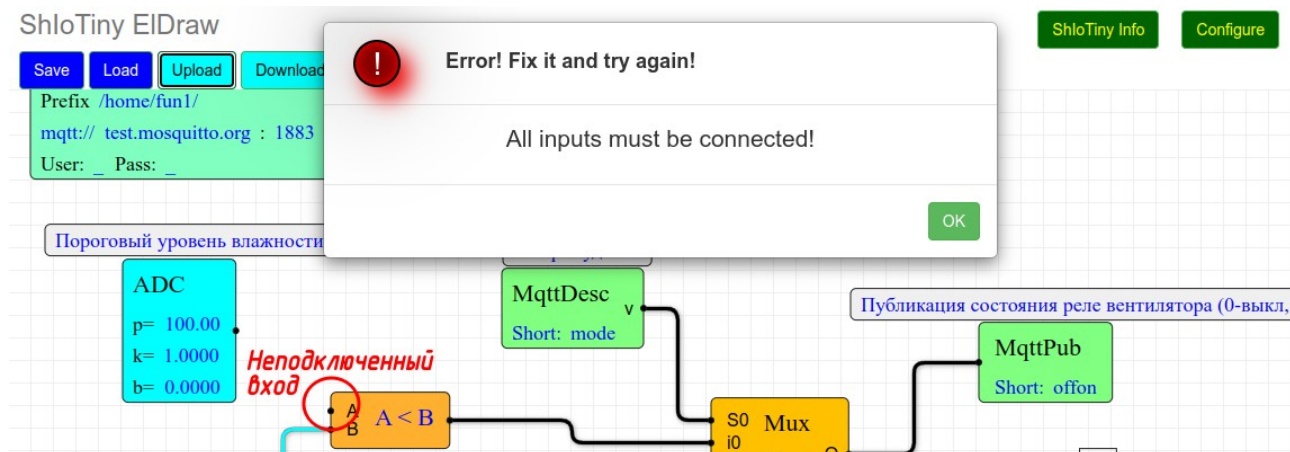 ShIoTiny ElDraw
ShIoTiny Info
Configure
Save
Load
Upload
Download
Error! Fix it and try again!
All inputs must be connected!
OK
Prefix /home/fun1/
mqtt:// test.mosquitto.org : 1883
User: _ Pass: _
Пороговый уровень влажности
ADC
p= 100.00
k= 1.0000
b= 0.0000
Неподключенный
вход
A
B
A < B
MqttDesc
v
Short: mode
S0
i0
Mux
Публикация состояния реле вентилятора (0-выкл,
MqttPub
Short: offon